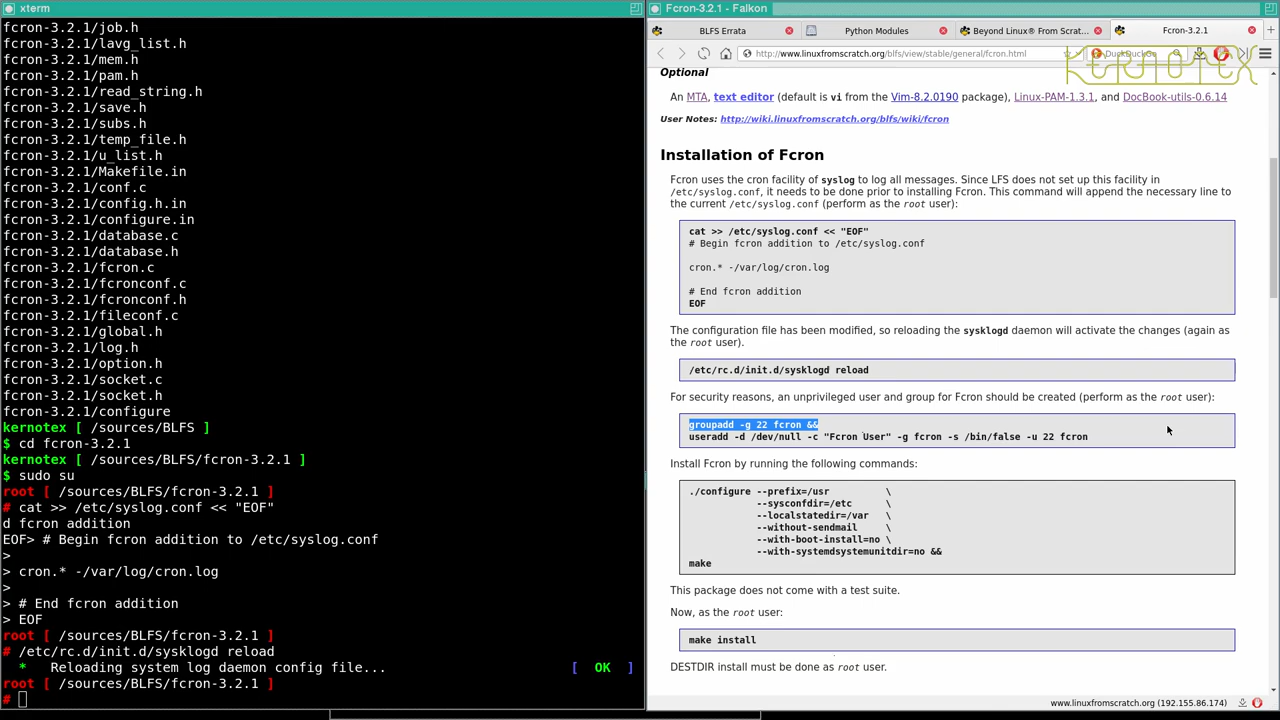 xterm
fcron-3.2.1/job.h
fcron-3.2.1/lavg_list.h
fcron-3.2.1/mem.h
fcron-3.2.1/pam.h
fcron-3.2.1/read_string.h
fcron-3.2.1/save.h
fcron-3.2.1/subs.h
fcron-3.2.1/temp_file.h
fcron-3.2.1/u_list.h
fcron-3.2.1/Makefile.in
fcron-3.2.1/conf.c
fcron-3.2.1/config.h.in
fcron-3.2.1/configure.in
fcron-3.2.1/database.c
fcron-3.2.1/database.h
fcron-3.2.1/fcron.c
fcron-3.2.1/fcronconf.c
fcron-3.2.1/fcronconf.h
fcron-3.2.1/fileconf.c
fcron-3.2.1/global.h
fcron-3.2.1/log.h
fcron-3.2.1/option.h
fcron-3.2.1/socket.c
fcron-3.2.1/socket.h
fcron-3.2.1/configure
kernotex [ /sources/BLFS ]
$ cd fcron-3.2.1
kernotex [ /sources/BLFS/fcron-3.2.1 ]
$ sudo su
root [ /sources/BLFS/fcron-3.2.1 ]
# cat >> /etc/syslog.conf << "EOF"
d fcron addition
EOF> # Begin fcron addition to /etc/syslog.conf
>
> cron.* -/var/log/cron.log
>
> # End fcron addition
> EOF
root [ /sources/BLFS/fcron-3.2.1 ]
# /etc/rc.d/init.d/sysklogd reload
* Reloading system log daemon config file... [ OK ]
root [ /sources/BLFS/fcron-3.2.1 ]
#
Fcron-3.2.1 - Falkon
BLFS Errata Python Modules Beyond Linux® From Scrat... Fcron-3.2.1
http://www.linuxfromscratch.org/blfs/view/stable/general/fcron.html DuckDuckGo
KERNOTEX
Optional
An MTA, text editor (default is vi from the Vim-8.2.0190 package), Linux-PAM-1.3.1, and DocBook-utils-0.6.14
User Notes: http://wiki.linuxfromscratch.org/blfs/wiki/fcron
Installation of Fcron
Fcron uses the cron facility of syslog to log all messages. Since LFS does not set up this facility in
/etc/syslog.conf, it needs to be done prior to installing Fcron. This command will append the necessary line to
the current /etc/syslog.conf (perform as the root user):
cat >> /etc/syslog.conf << "EOF"
# Begin fcron addition to /etc/syslog.conf
cron.* -/var/log/cron.log
# End fcron addition
EOF
The configuration file has been modified, so reloading the sysklogd daemon will activate the changes (again as
the root user).
/etc/rc.d/init.d/sysklogd reload
For security reasons, an unprivileged user and group for Fcron should be created (perform as the root user):
groupadd -g 22 fcron &&
useradd -d /dev/null -c "Fcron User" -g fcron -s /bin/false -u 22 fcron
Install Fcron by running the following commands:
./configure --prefix=/usr \
--sysconfdir=/etc \
--localstatedir=/var \
--without-sendmail \
--with-boot-install=no \
--with-systemdsystemunitdir=no &&
make
This package does not come with a test suite.
Now, as the root user:
make install
DESTDIR install must be done as root user.
www.linuxfromscratch.org (192.155.86.174)